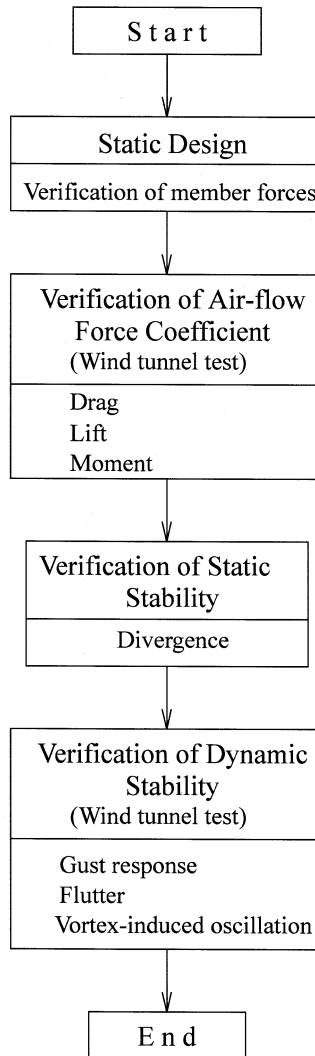 Start
Static Design
Verification of member forces
Verification of Air-flow
Force Coefficient
(Wind tunnel test)
Drag
Lift
Moment
Verification of Static
Stability
Divergence
Verification of Dynamic
Stability
(Wind tunnel test)
Gust response
Flutter
Vortex-induced oscillation
End